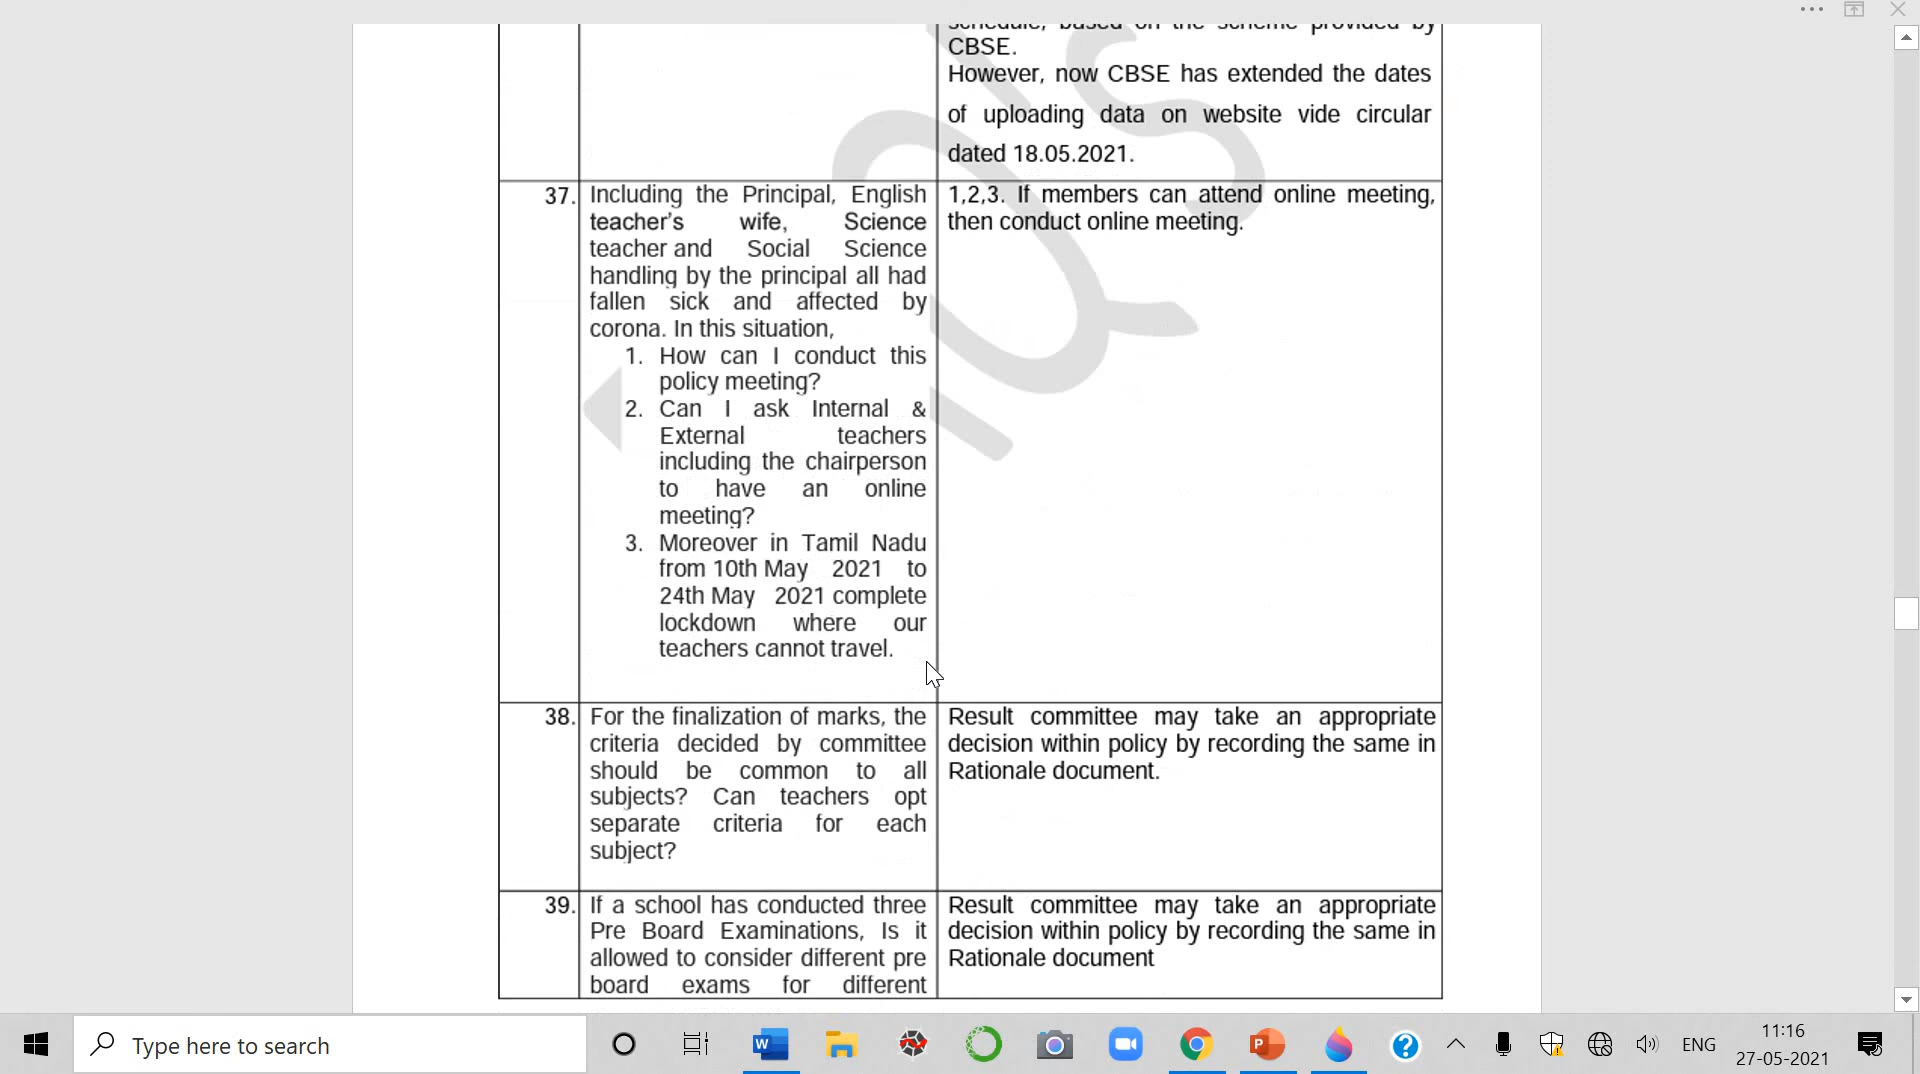 schedule, based on the scheme provided by
CBSE.
However, now CBSE has extended the dates
of uploading data on website vide circular
dated 18.05.2021.
37. Including the Principal, English
teacher's wife, Science
teacher and Social Science
handling by the principal all had
fallen sick and affected by
corona. In this situation,
1. How can I conduct this
policy meeting?
2. Can I ask Internal &
External teachers
including the chairperson
to have an online
meeting?
3. Moreover in Tamil Nadu
from 10th May 2021 to
24th May 2021 complete
lockdown where our
teachers cannot travel.
1,2,3. If members can attend online meeting,
then conduct online meeting.
38. For the finalization of marks, the
criteria decided by committee
should be common to all
subjects? Can teachers opt
separate criteria for each
subject?
Result committee may take an appropriate
decision within policy by recording the same in
Rationale document.
39. If a school has conducted three
Pre Board Examinations, Is it
allowed to consider different pre
board exams for different
Result committee may take an appropriate
decision within policy by recording the same in
Rationale document
Type here to search
ENG
11:16
27-05-2021